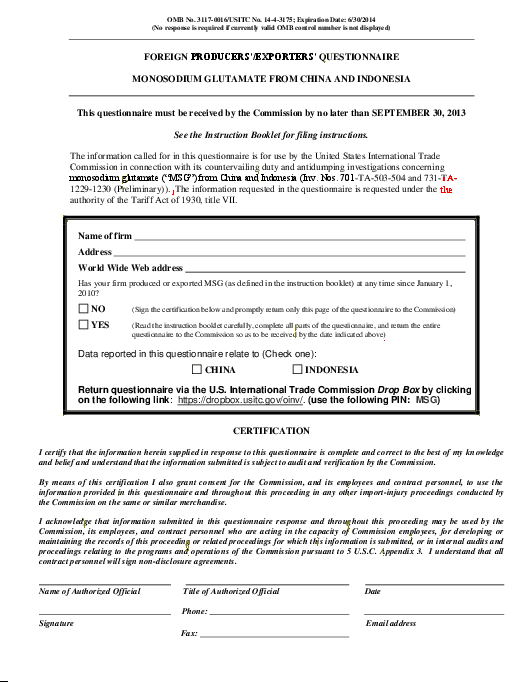 OMB No. 3117-0016/USITC No. 14-4-3175; Expiration Date: 6/30/2014
(No response is required if currently valid OMB control number is not displayed)
FOREIGN PRODUCERS'/EXPORTERS' QUESTIONNAIRE
MONOSODIUM GLUTAMATE FROM CHINA AND INDONESIA
This questionnaire must be received by the Commission by no later than SEPTEMBER 30, 2013
See the Instruction Booklet for filing instructions.
The information called for in this questionnaire is for use by the United States International Trade
Commission in connection with its countervailing duty and antidumping investigations concerning
monosodium glutamate (“MSG”) from China and Indonesia (Inv. Nos. 701-TA-503-504 and 731-TA-
1229-1230 (Preliminary)). The information requested in the questionnaire is requested under the
authority of the Tariff Act of 1930, title VII.
Name of firm
Address
World Wide Web address
Has your firm produced or exported MSG (as defined in the instruction booklet) at any time since January 1,
2010?
NO (Sign the certification below and promptly return only this page of the questionnaire to the Commission)
YES (Read the instruction booklet carefully, complete all parts of the questionnaire, and return the entire
questionnaire to the Commission so as to be received by the date indicated above)
Data reported in this questionnaire relate to (Check one):
CHINA INDONESIA
Return questionnaire via the U.S. International Trade Commission Drop Box by clicking
on the following link: https://dropbox.usitc.gov/oinv/. (use the following PIN: MSG)
CERTIFICATION
I certify that the information herein supplied in response to this questionnaire is complete and correct to the best of my knowledge
and belief and understand that the information submitted is subject to audit and verification by the Commission.
By means of this certification I also grant consent for the Commission, and its employees and contract personnel, to use the
information provided in this questionnaire and throughout this proceeding in any other import-injury proceedings conducted by
the Commission on the same or similar merchandise.
I acknowledge that information submitted in this questionnaire response and throughout this proceeding may be used by the
Commission, its employees, and contract personnel who are acting in the capacity of Commission employees, for developing or
maintaining the records of this proceeding or related proceedings for which this information is submitted, or in internal audits and
proceedings relating to the programs and operations of the Commission pursuant to 5 U.S.C. Appendix 3. I understand that all
contract personnel will sign non-disclosure agreements.
Name of Authorized Official Title of Authorized Official Date
Phone:
Signature Email address
Fax: